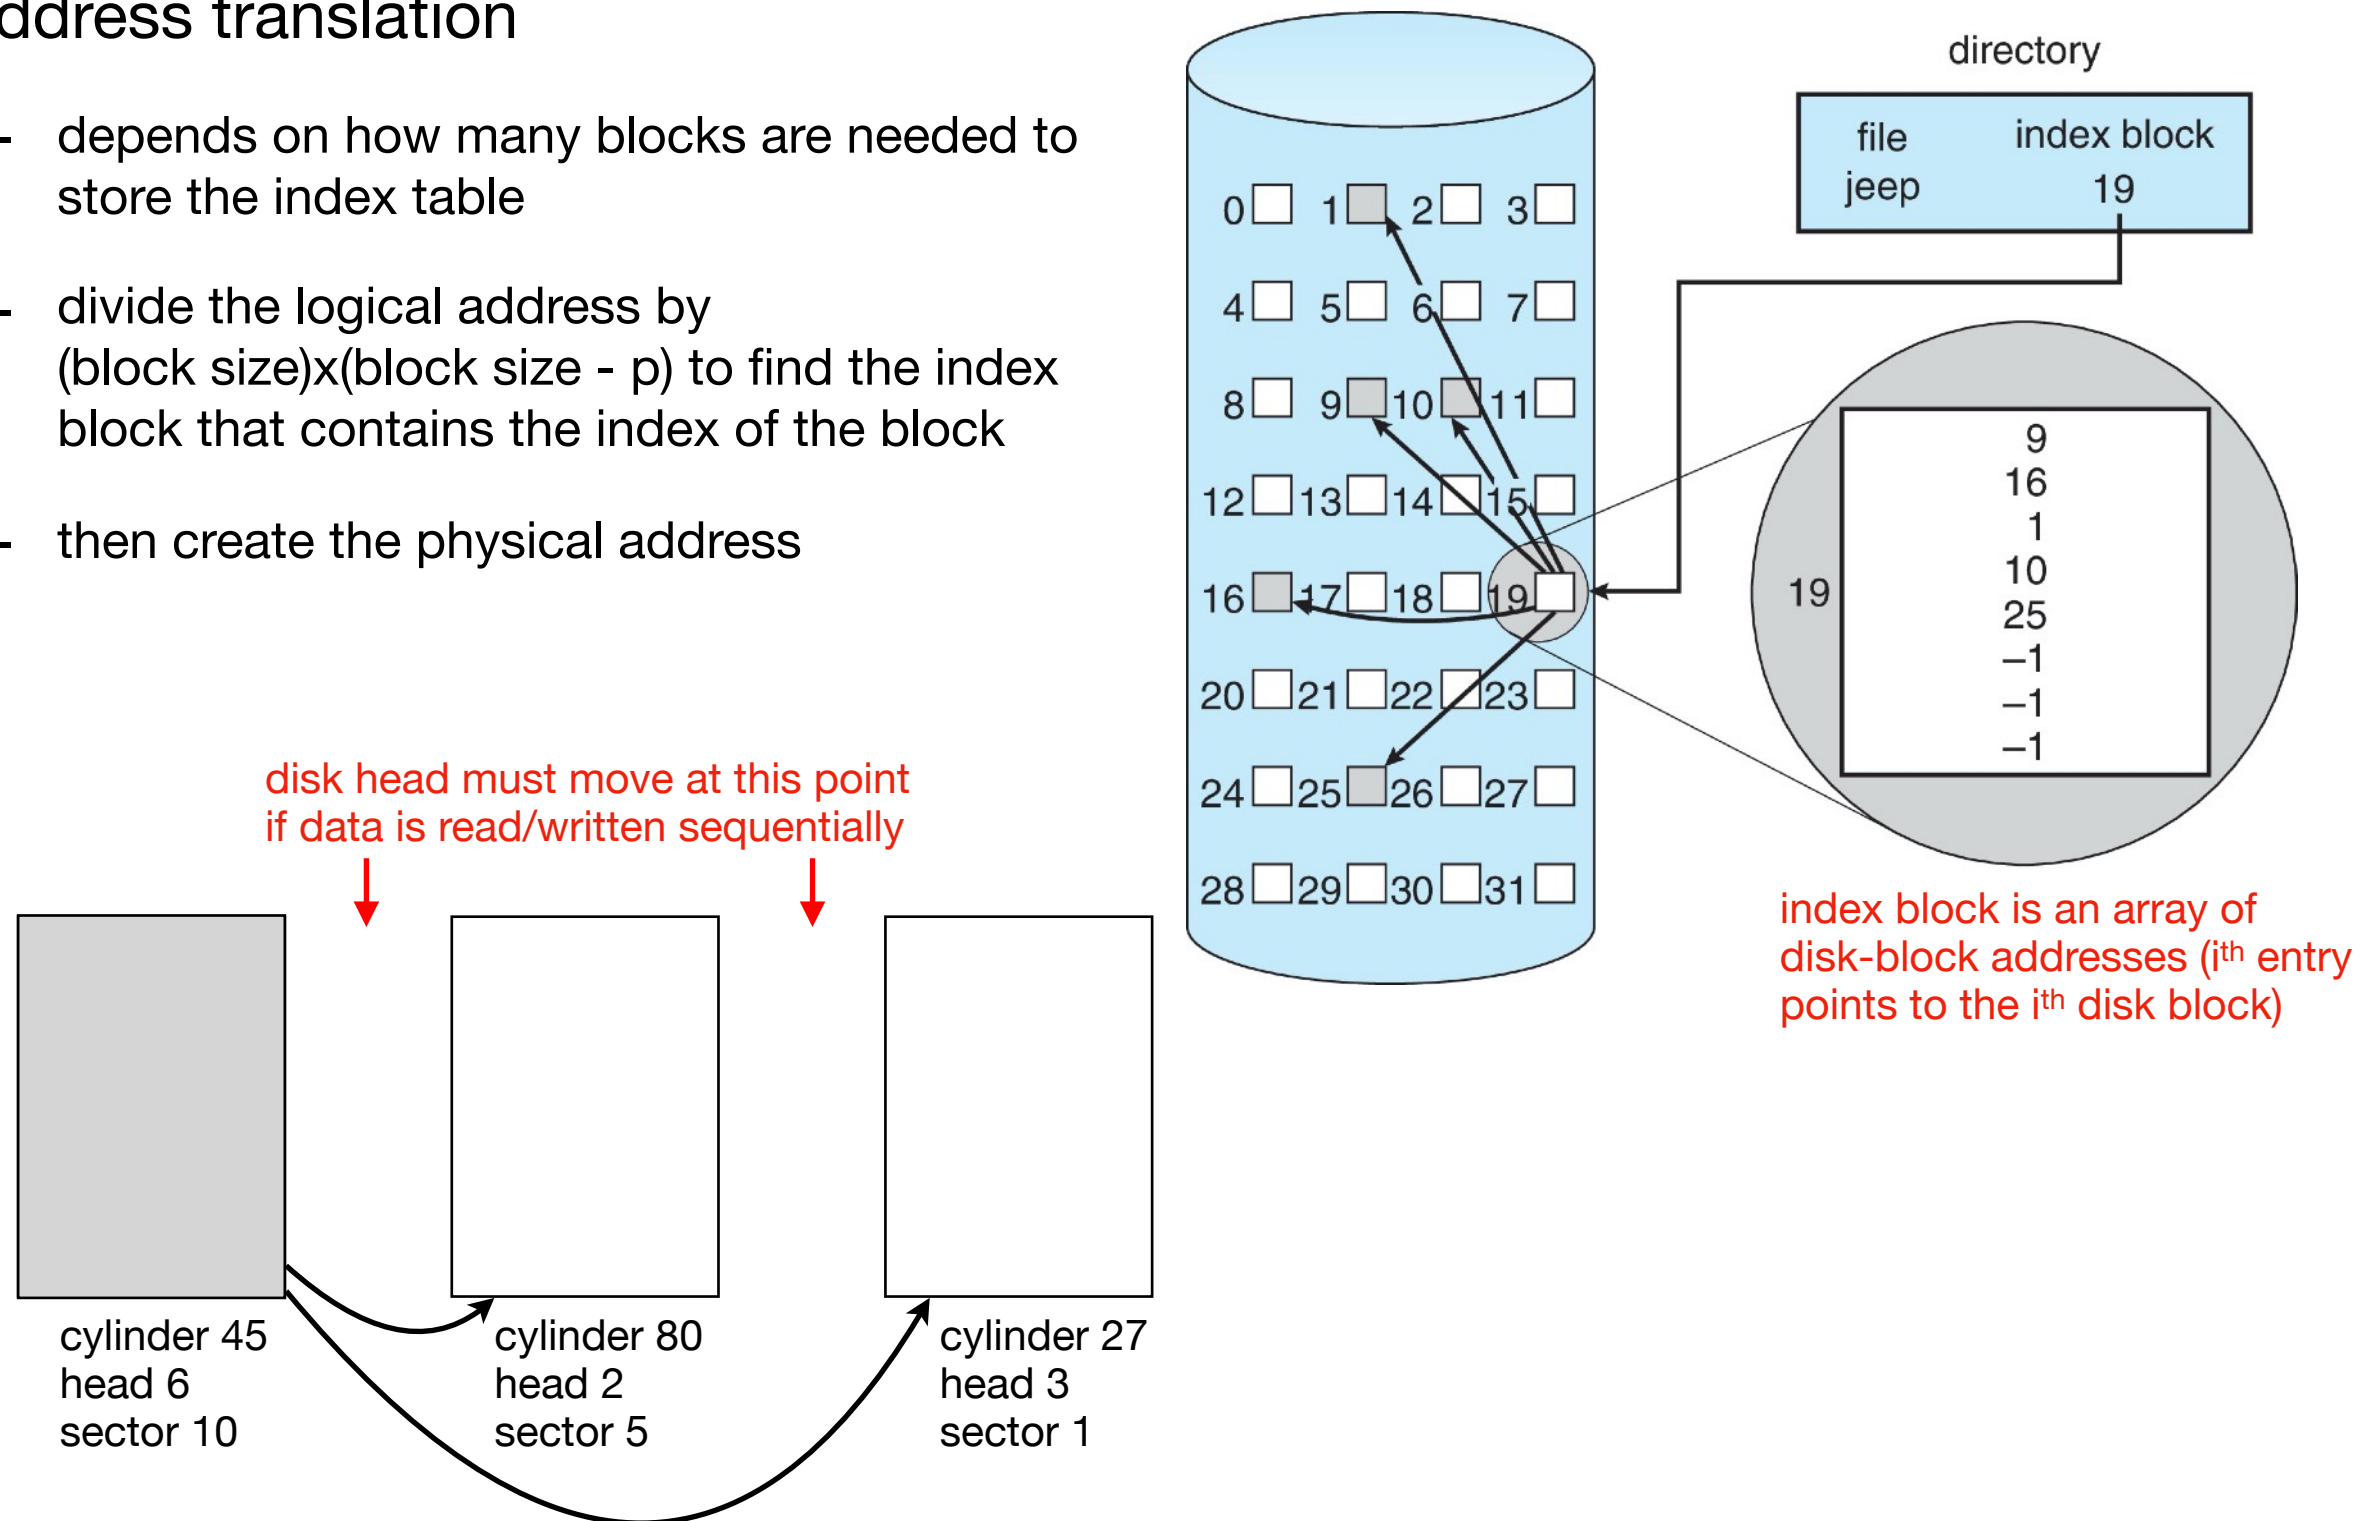 ddress translation
- depends on how many blocks are needed to
store the index table
- divide the logical address by
(block size)x(block size - p) to find the index
block that contains the index of the block
- then create the physical address
directory
file index block
jeep 19
0 1 2 3
4 5 6 7
8 9 10 11
12 13 14 15
16 17 18 19
20 21 22 23
24 25 26 27
28 29 30 31
19
9
16
1
10
25
–1
–1
–1
index block is an array of
disk-block addresses (ith entry
points to the ith disk block)
disk head must move at this point
if data is read/written sequentially
cylinder 45
head 6
sector 10
cylinder 80
head 2
sector 5
cylinder 27
head 3
sector 1